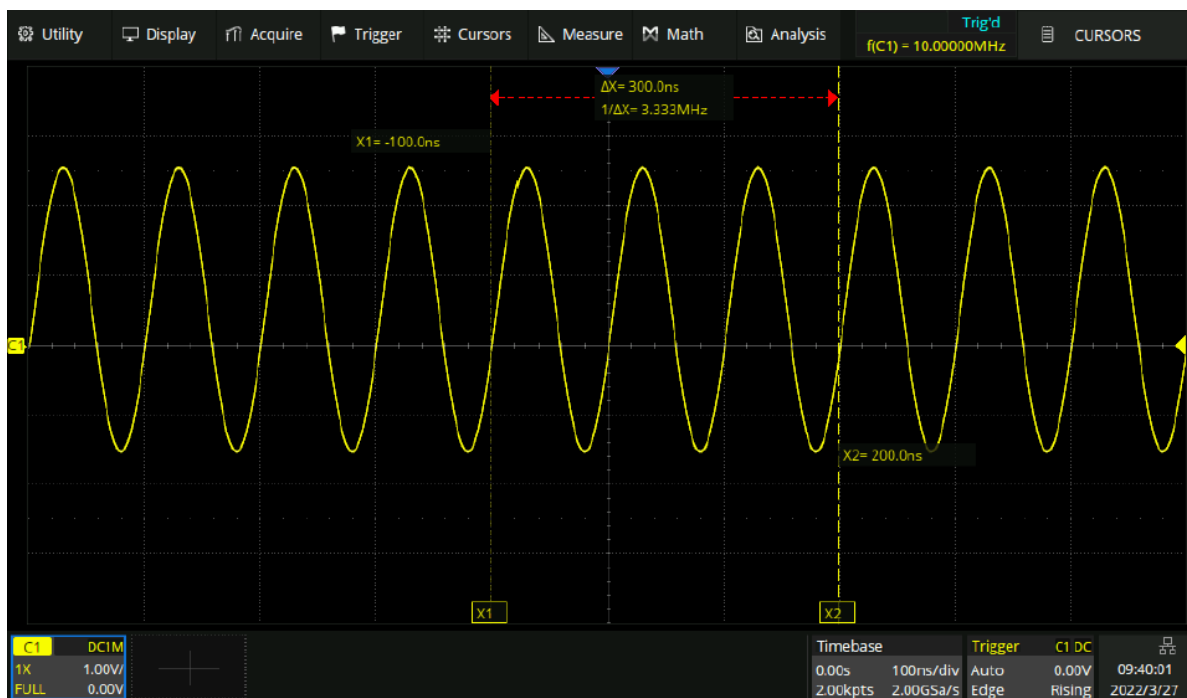 Utility Display Acquire Trigger Cursors Measure Math Analysis
Trig'd
f(C1) = 10.00000MHz
CURSORS
ΔX= 300.0ns
1/ΔX= 3.333MHz
X1= -100.0ns
C1
X2= 200.0ns
X1 X2
C1 DC1M
1X 1.00V/
FULL 0.00V
Timebase
0.00s 100ns/div
2.00kpts 2.00GSa/s
Trigger C1 DC
Auto 0.00V
Edge Rising
09:40:01
2022/3/27